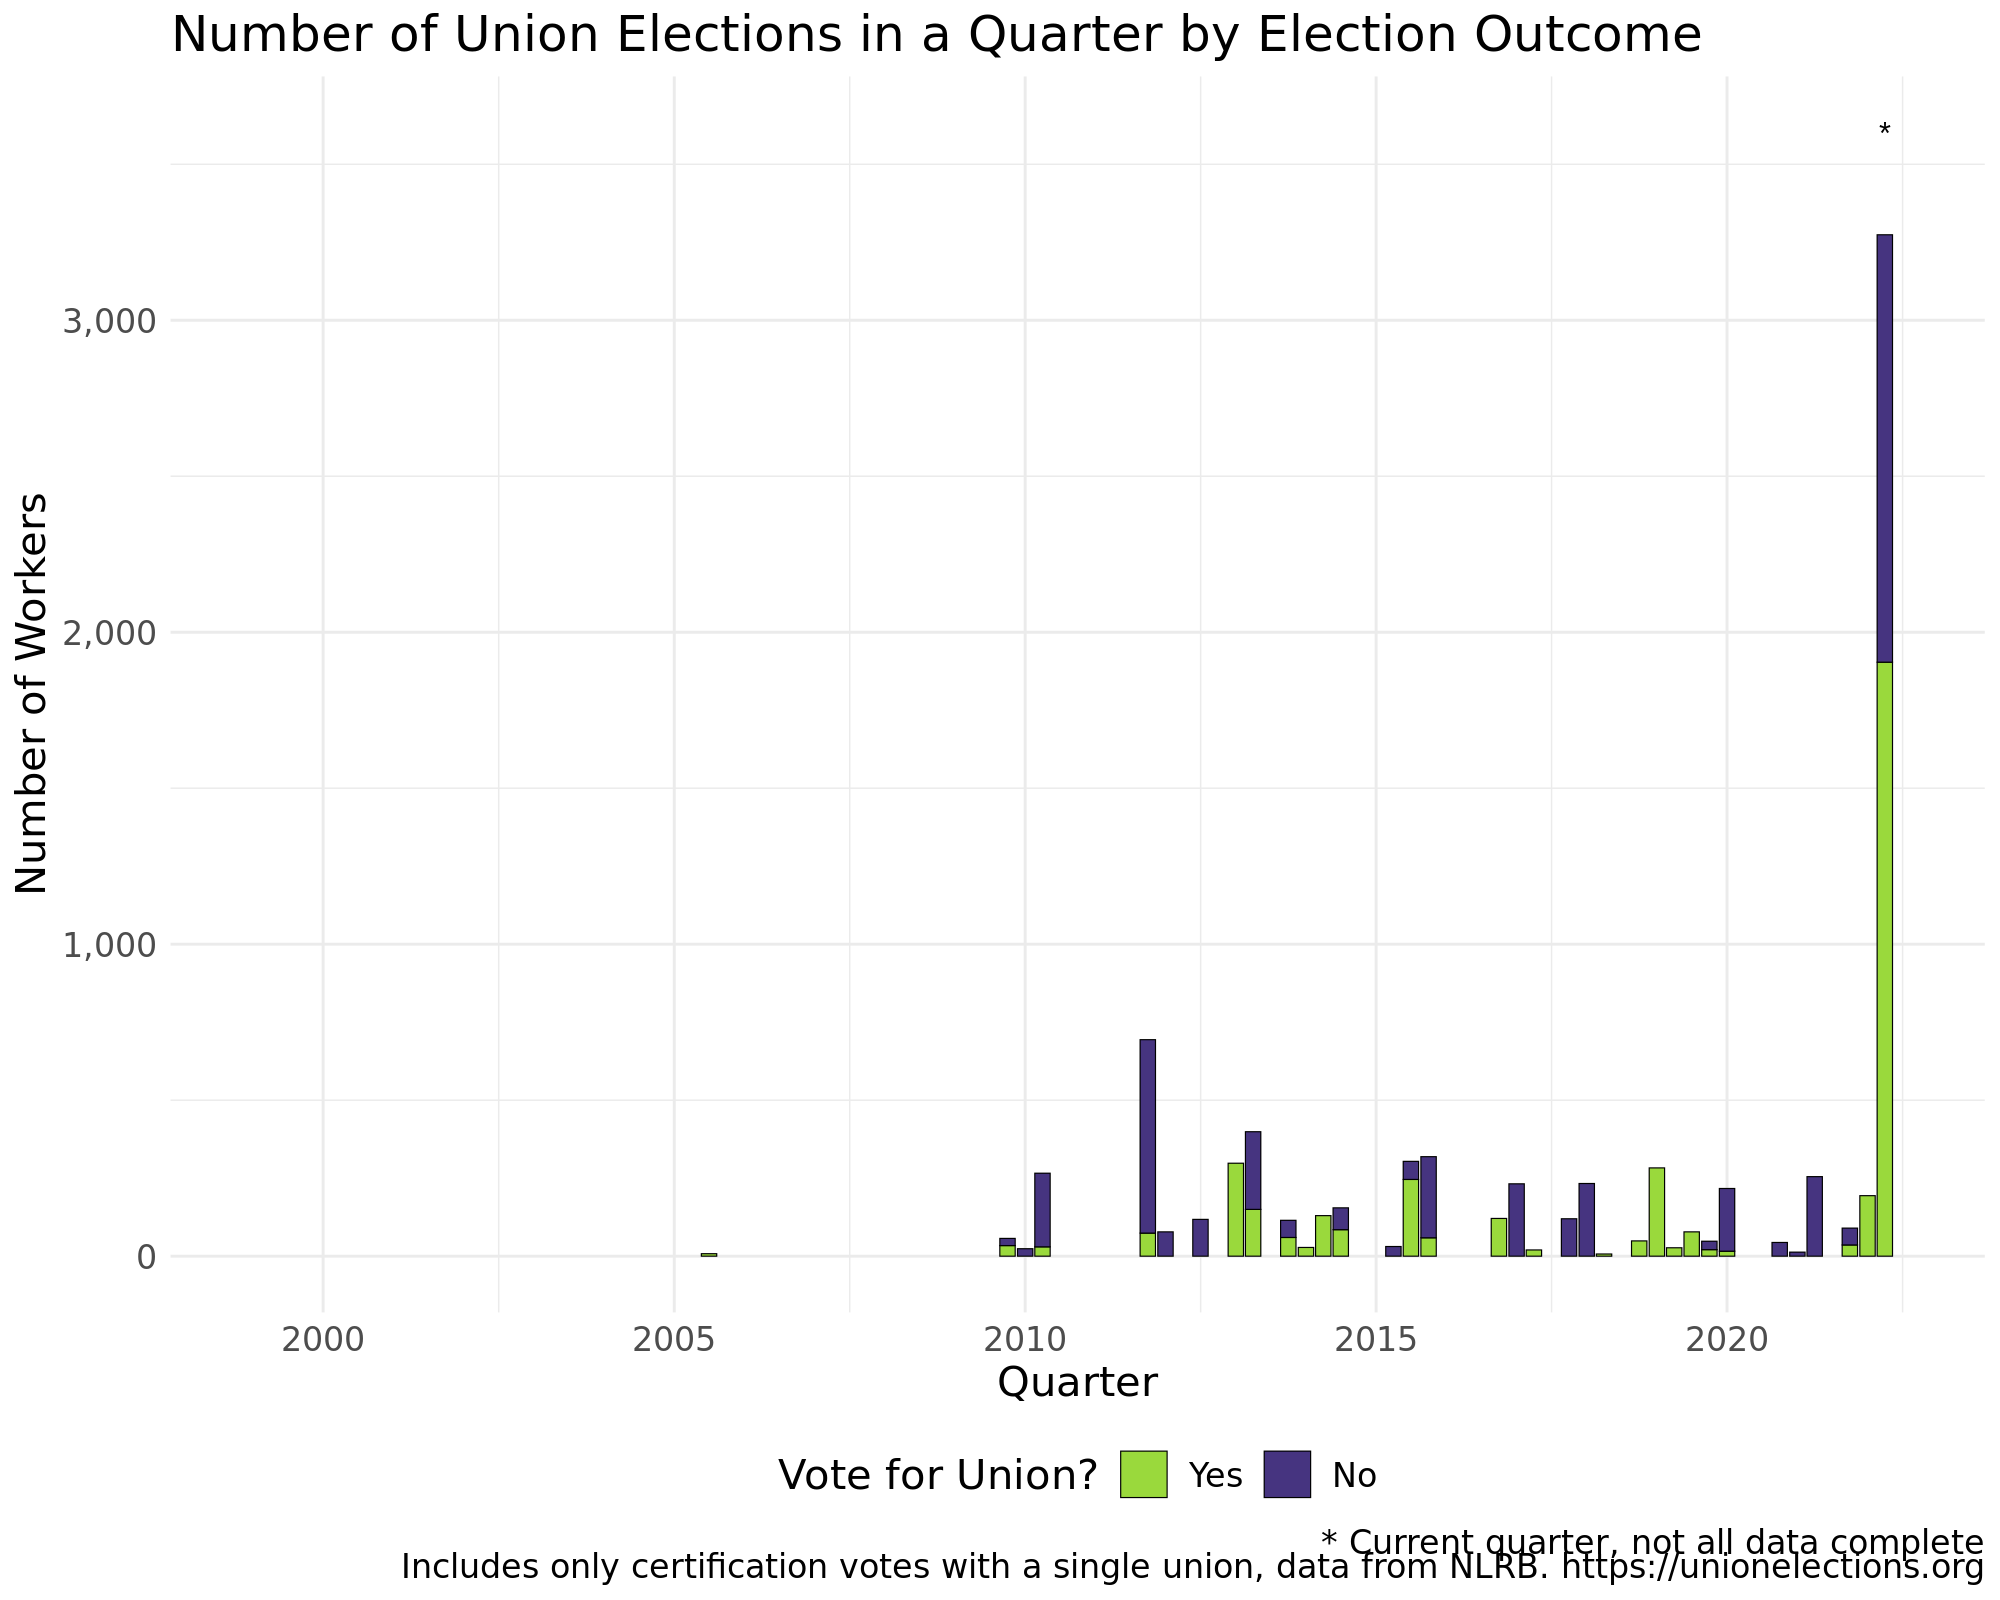 Number of Union Elections in a Quarter by Election Outcome
*
3,000
2,000
1,000
0
Number of Workers
2000 2005 2010 2015 2020
Quarter
Vote for Union? Yes No
* Current quarter, not all data complete
Includes only certification votes with a single union, data from NLRB. https://unionelections.org